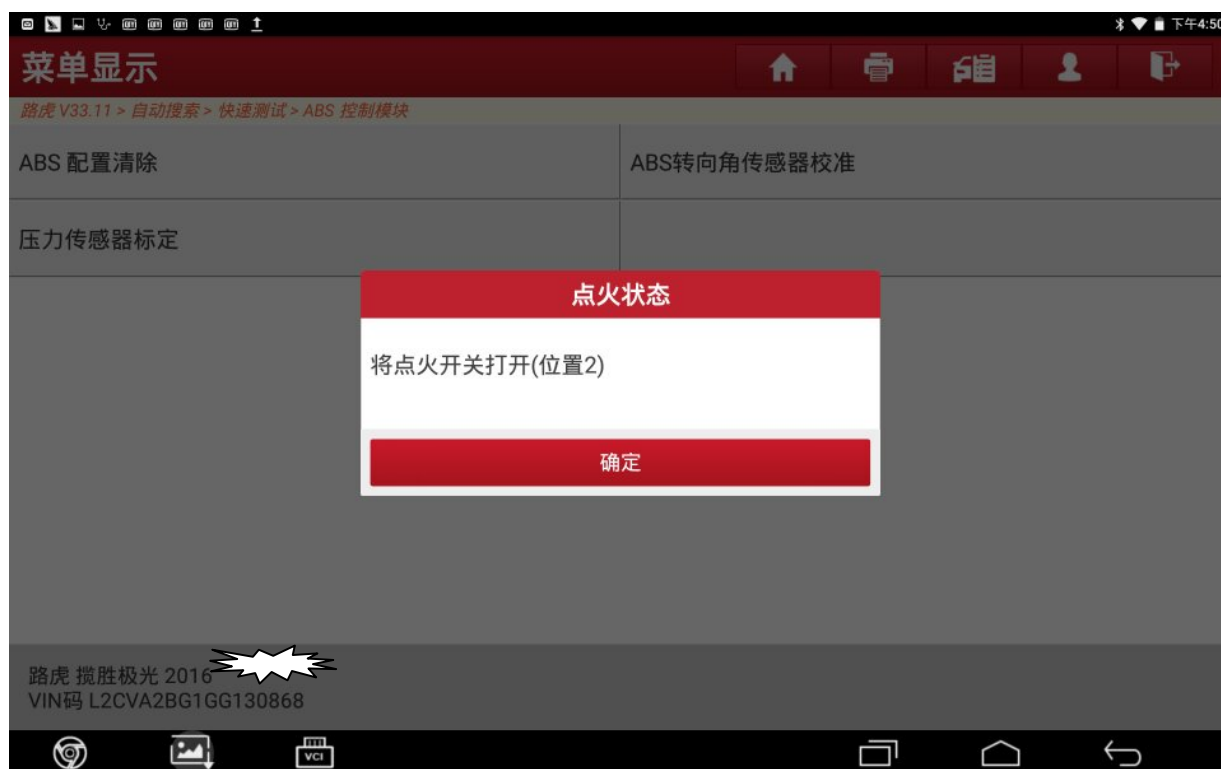 下午4:50
菜单显示
路虎 V33.11 > 自动搜索 > 快速测试 > ABS 控制模块
ABS 配置清除
ABS转向角传感器校准
压力传感器标定
点火状态
将点火开关打开(位置2)
确定
路虎 揽胜极光 2016
VIN码 L2CVA2BG1GG130868
VCI